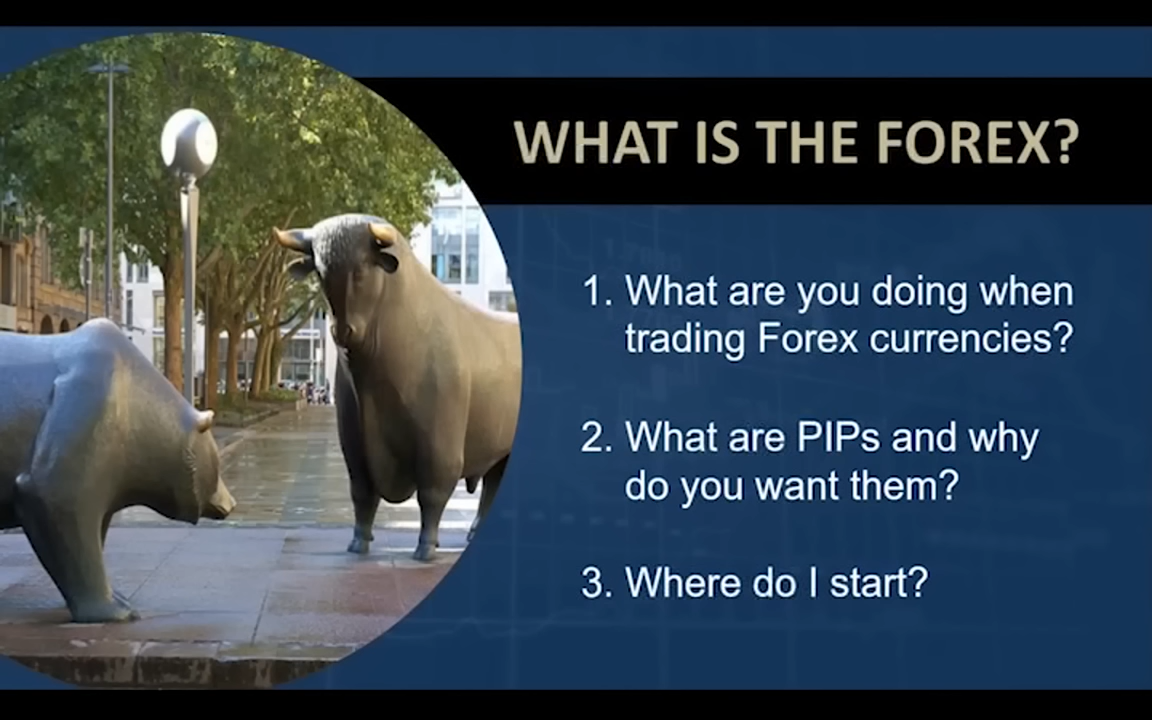 WHAT IS THE FOREX?
1. What are you doing when
trading Forex currencies?
2. What are PIPs and why
do you want them?
3. Where do I start?